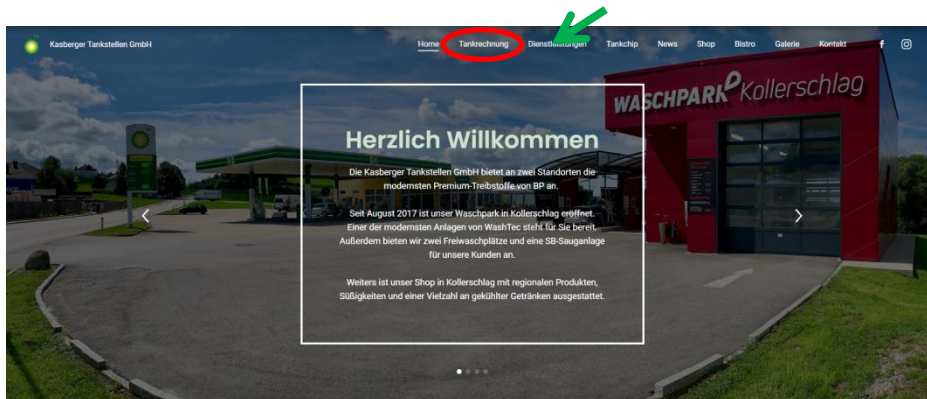 Kasberger Tankstellen GmbH
Home Tankrechnung Dienstleistungen Tankchip News Shop Bistro Galerie Kontakt
WASCHPARK Kollerschlag
Herzlich Willkommen
Die Kasberger Tankstellen GmbH bietet an zwei Standorten die
modernsten Premium-Treibstoffe von BP an.
Seit August 2017 ist unser Waschpark in Kollerschlag eröffnet.
Einer der modernsten Anlagen von WashTec steht für Sie bereit.
Außerdem bieten wir zwei Freiwaschplätze und eine SB-Sauganlage
für unsere Kunden an.
Weiters ist unser Shop in Kollerschlag mit regionalen Produkten,
Süßigkeiten und einer Vielzahl an gekühlter Getränken ausgestattet.